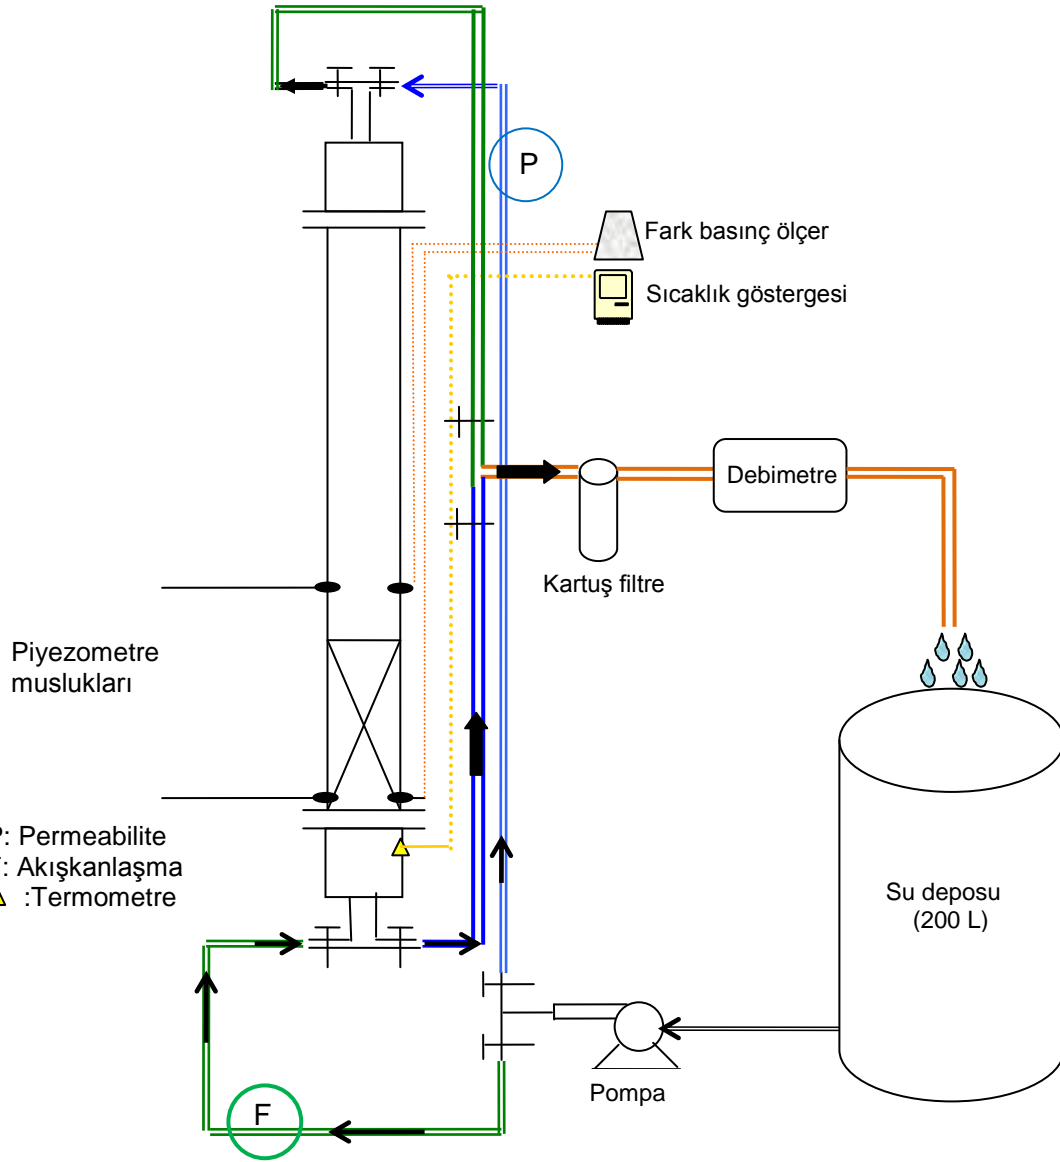 P
Fark basınç ölçer
Sıcaklık göstergesi
Debimetre
Kartuş filtre
Piyezometre
muslukları
P: Permeabilite
: Akışkanlaşma
:Termometre
Su deposu
(200 L)
Pompa
F